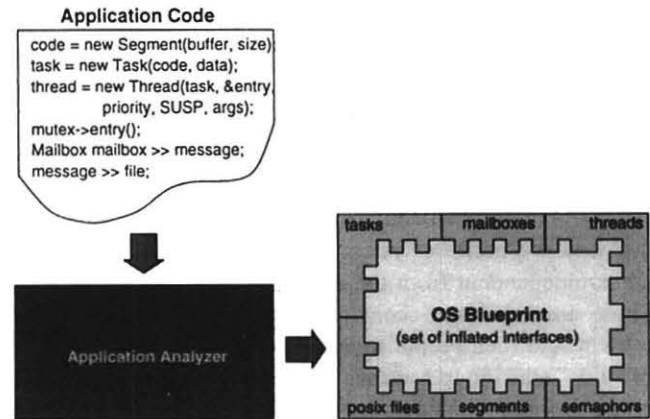 Application Code
code = new Segment(buffer, size)
task = new Task(code, data);
thread = new Thread(task, &entry,
priority, SUSP, args);
mutex->entry();
Mailbox mailbox >> message;
message >> file;
Application Analyzer
tasks
mailboxes
threads
OS Blueprint
(set of inflated interfaces)
posix files
segments
semaphors